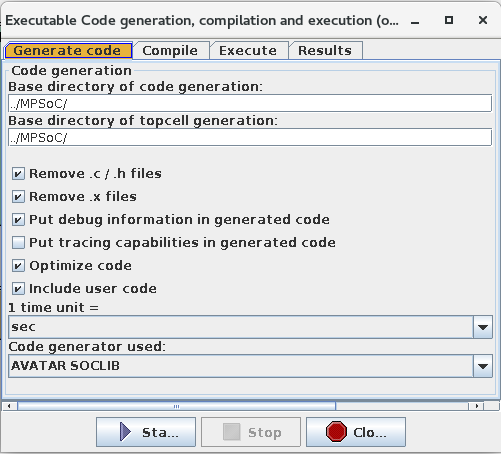 Executable Code generation, compilation and execution (o...
Generate code Compile Execute Results
Code generation
Base directory of code generation:
../MPSoC/
Base directory of topcell generation:
../MPSoC/
Remove .c / .h files
Remove .x files
Put debug information in generated code
Put tracing capabilities in generated code
Optimize code
Include user code
1 time unit =
sec
Code generator used:
AVATAR SOCLIB
Sta... Stop Clo...